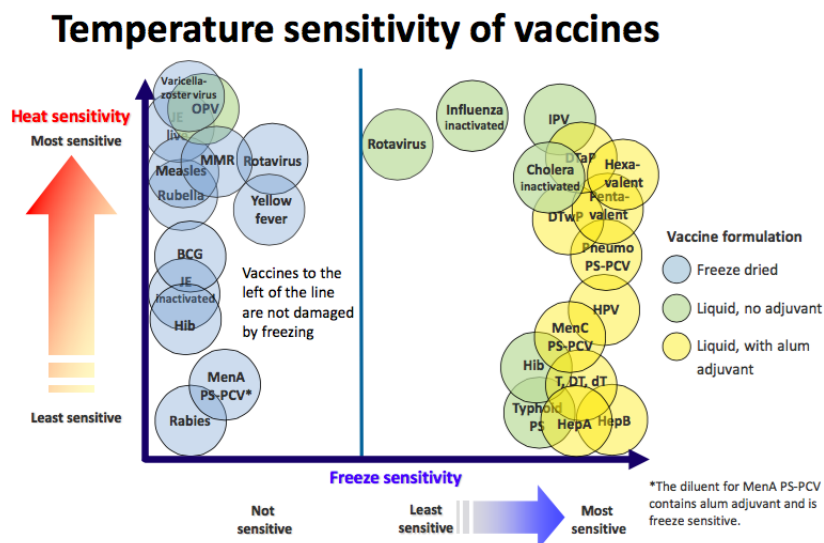 Temperature sensitivity of vaccines
Heat sensitivity
Most sensitive
Least sensitive
Varicella-
zoster virus
OPV
JE
live
MMR
Rotavirus
Measles
Rubella
Yellow
fever
BCG
JE
inactivated
Hib
MenA
PS-PCV*
Rabies
Vaccines to the
left of the line
are not damaged
by freezing
Rotavirus
Influenza
inactivated
IPV
DTaP
Cholera
inactivated
Hexa-
valent
Penta-
valent
DTwP
Pneumo
PS-PCV
HPV
MenC
PS-PCV
Hib
T, DT, dT
Typhoid
PS
HepA
HepB
Vaccine formulation
Freeze dried
Liquid, no adjuvant
Liquid, with alum
adjuvant
Freeze sensitivity
Not
sensitive
Least
sensitive
Most
sensitive
*The diluent for MenA PS-PCV
contains alum adjuvant and is
freeze sensitive.